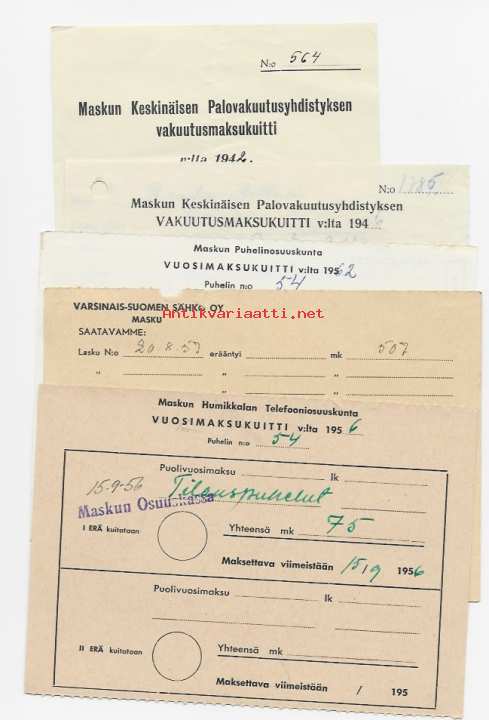 N:o 564
Maskun Keskinäisen Palovakuutusyhdistyksen
vakuutusmaksukuitti
v:lta 1942.
N:o 1785
Maskun Keskinäisen Palovakuutusyhdistyksen
VAKUUTUSMAKSUKUITTI v:lta 194
Maskun Puhelinosuuskunta
VUOSIMAKSUKUITTI v:lta 1952
Puhelin n:o 54
Antikvariaatti.net
VARSINAIS-SUOMEN SÄHKÖ OY
MASKU
SAATAVAMME:
Lasku N:o 20.8.57 erääntyi mk 507
" " "
" " "
Maskun Humikkalan Telefooniosuuskunta
VUOSIMAKSUKUITTI v:lta 1956
Puhelin n:o 54
Puolivuosimaksu lk
15-9-56 Tilauspuhelut
Maskun Osuuskassa
I ERÄ kuitataan Yhteensä mk 75
Maksettava viimeistään 15/9 1956
Puolivuosimaksu lk
II ERÄ kuitataan Yhteensä mk
Maksettava viimeistään / 195